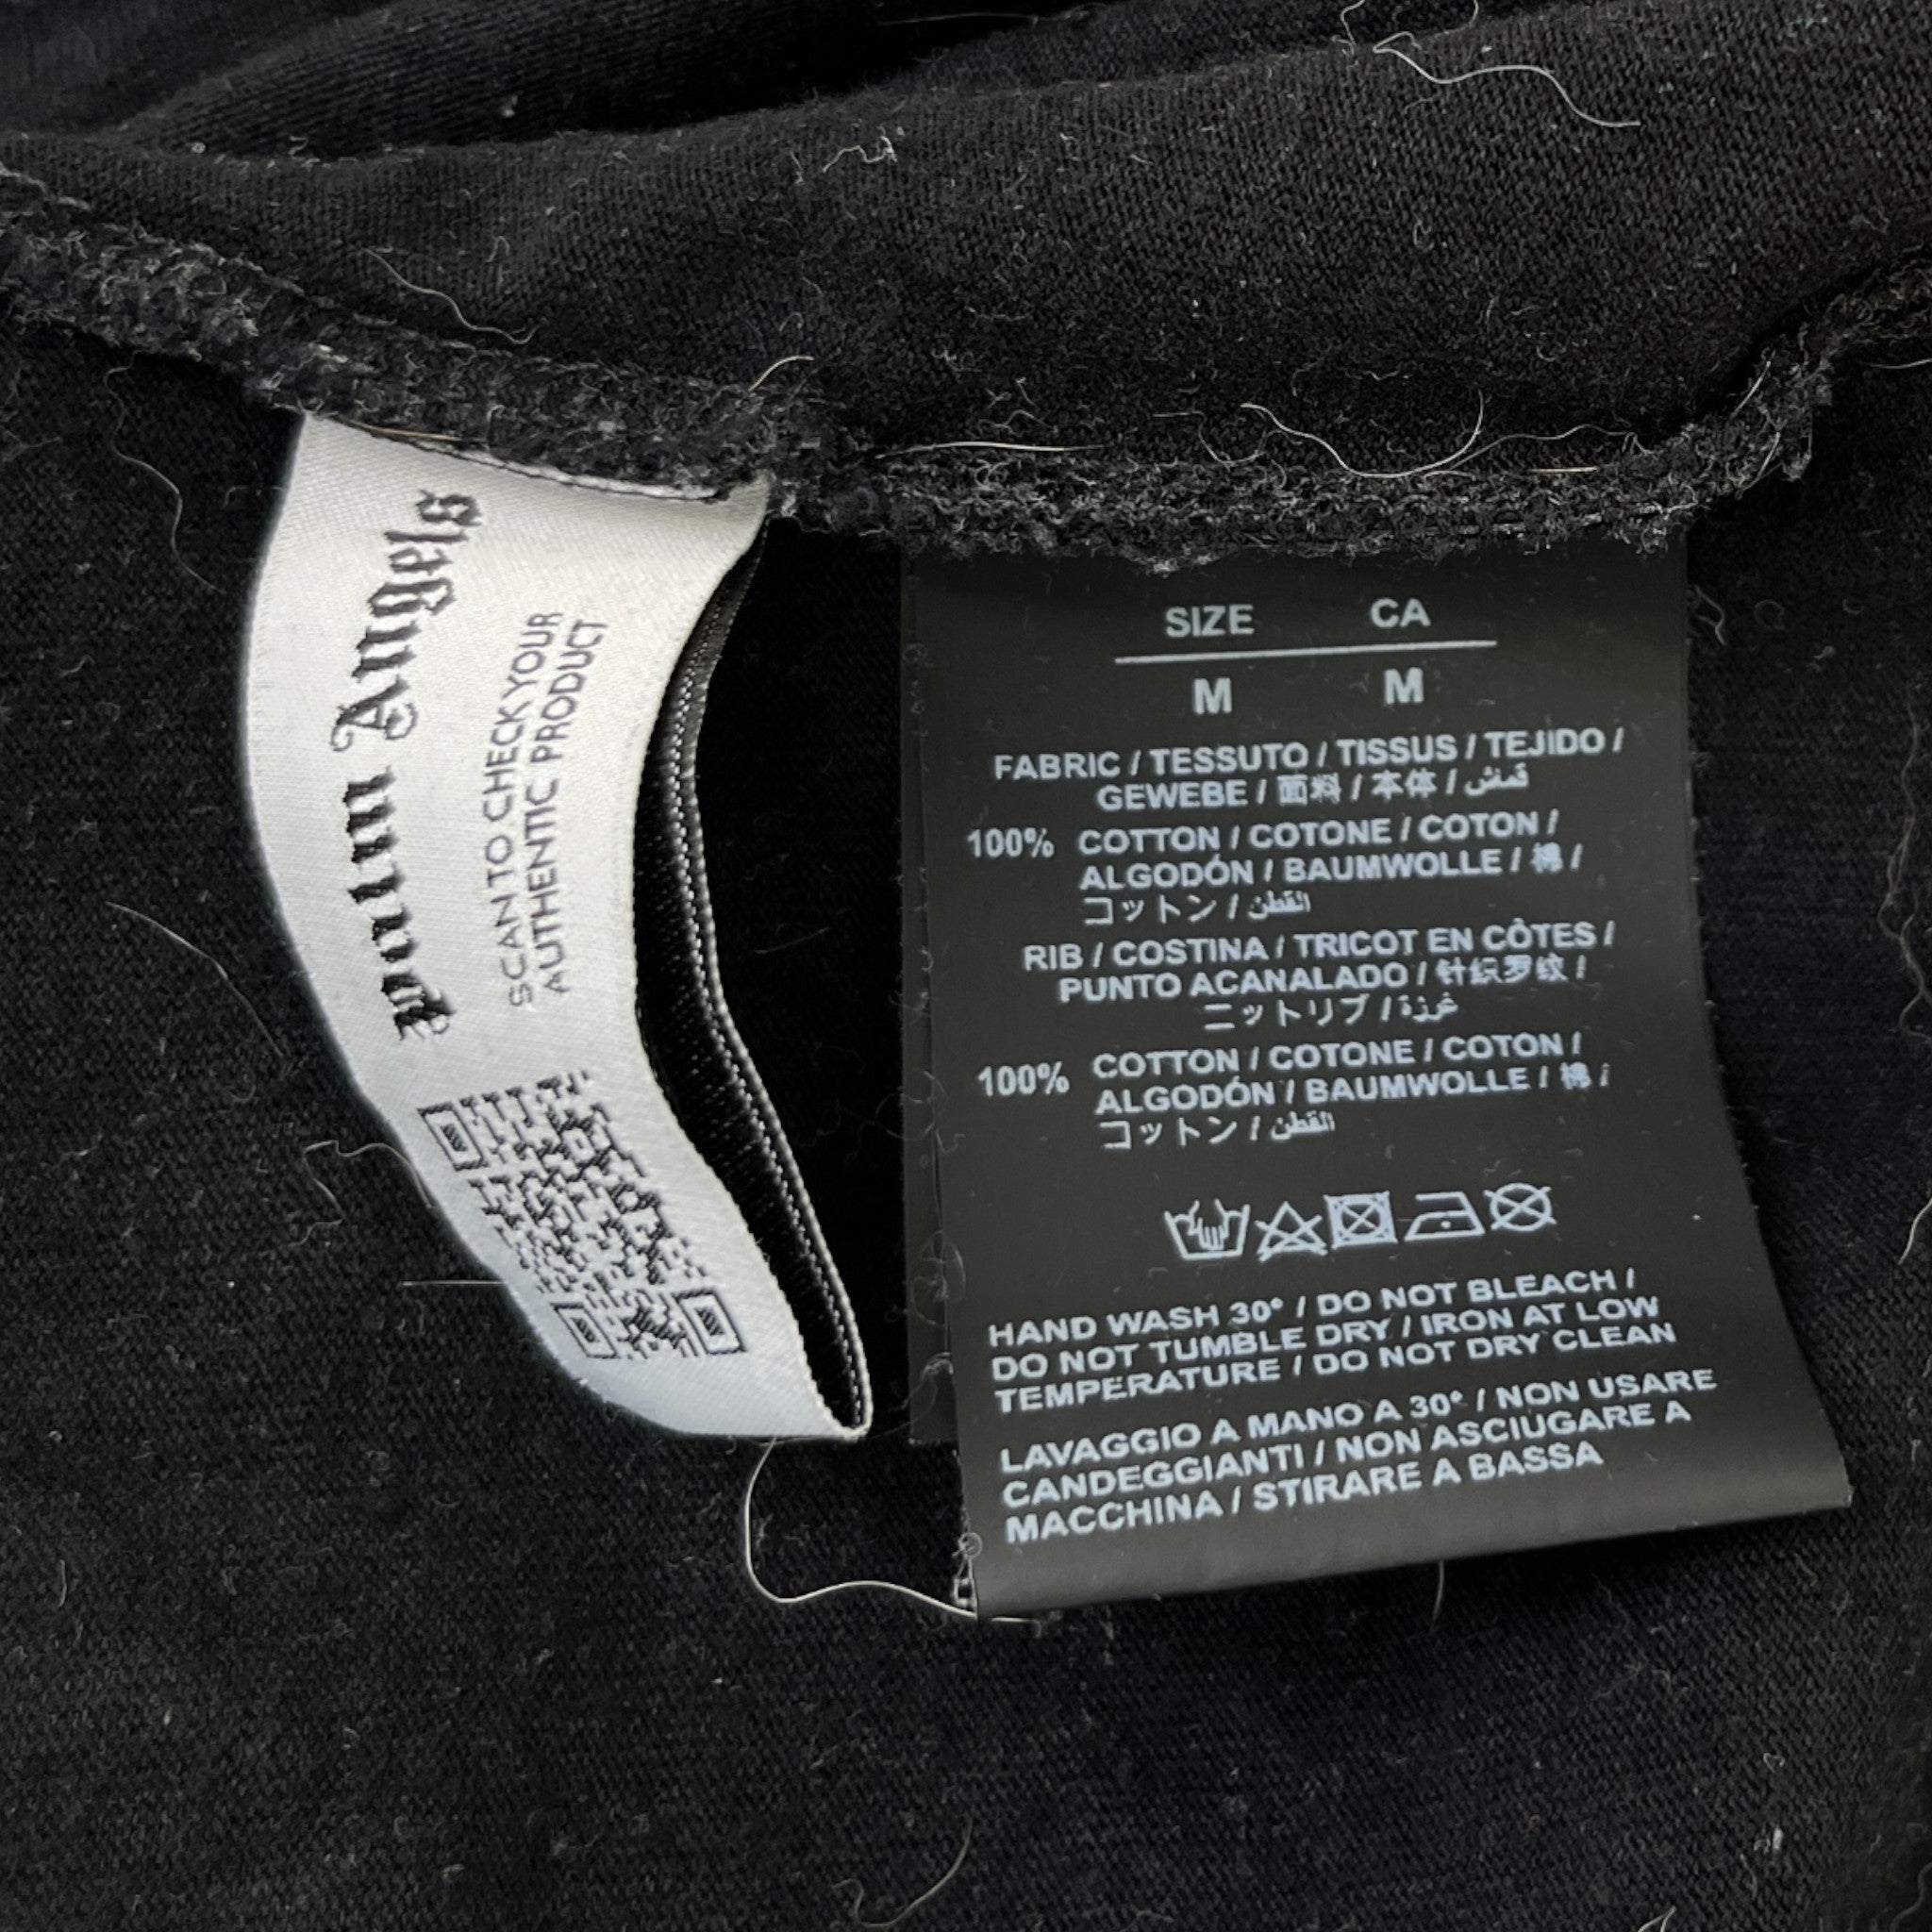 Palm Angels
SCAN TO CHECK YOUR
AUTHENTIC PRODUCT
SIZE CA
M M
FABRIC / TESSUTO / TISSUS / TEJIDO /
GEWEBE / 面料 / 本体 / قماش
100% COTTON / COTONE / COTON /
ALGODÓN / BAUMWOLLE / 棉 /
コットン / القطن
RIB / COSTINA / TRICOT EN CÔTES /
PUNTO ACANALADO / 针织罗纹 /
ニットリブ / غرزة
100% COTTON / COTONE / COTON /
ALGODÓN / BAUMWOLLE / 棉 /
コットン / القطن
HAND WASH 30° / DO NOT BLEACH /
DO NOT TUMBLE DRY / IRON AT LOW
TEMPERATURE / DO NOT DRY CLEAN
LAVAGGIO A MANO A 30° / NON USARE
CANDEGGIANTI / NON ASCIUGARE A
MACCHINA / STIRARE A BASSA